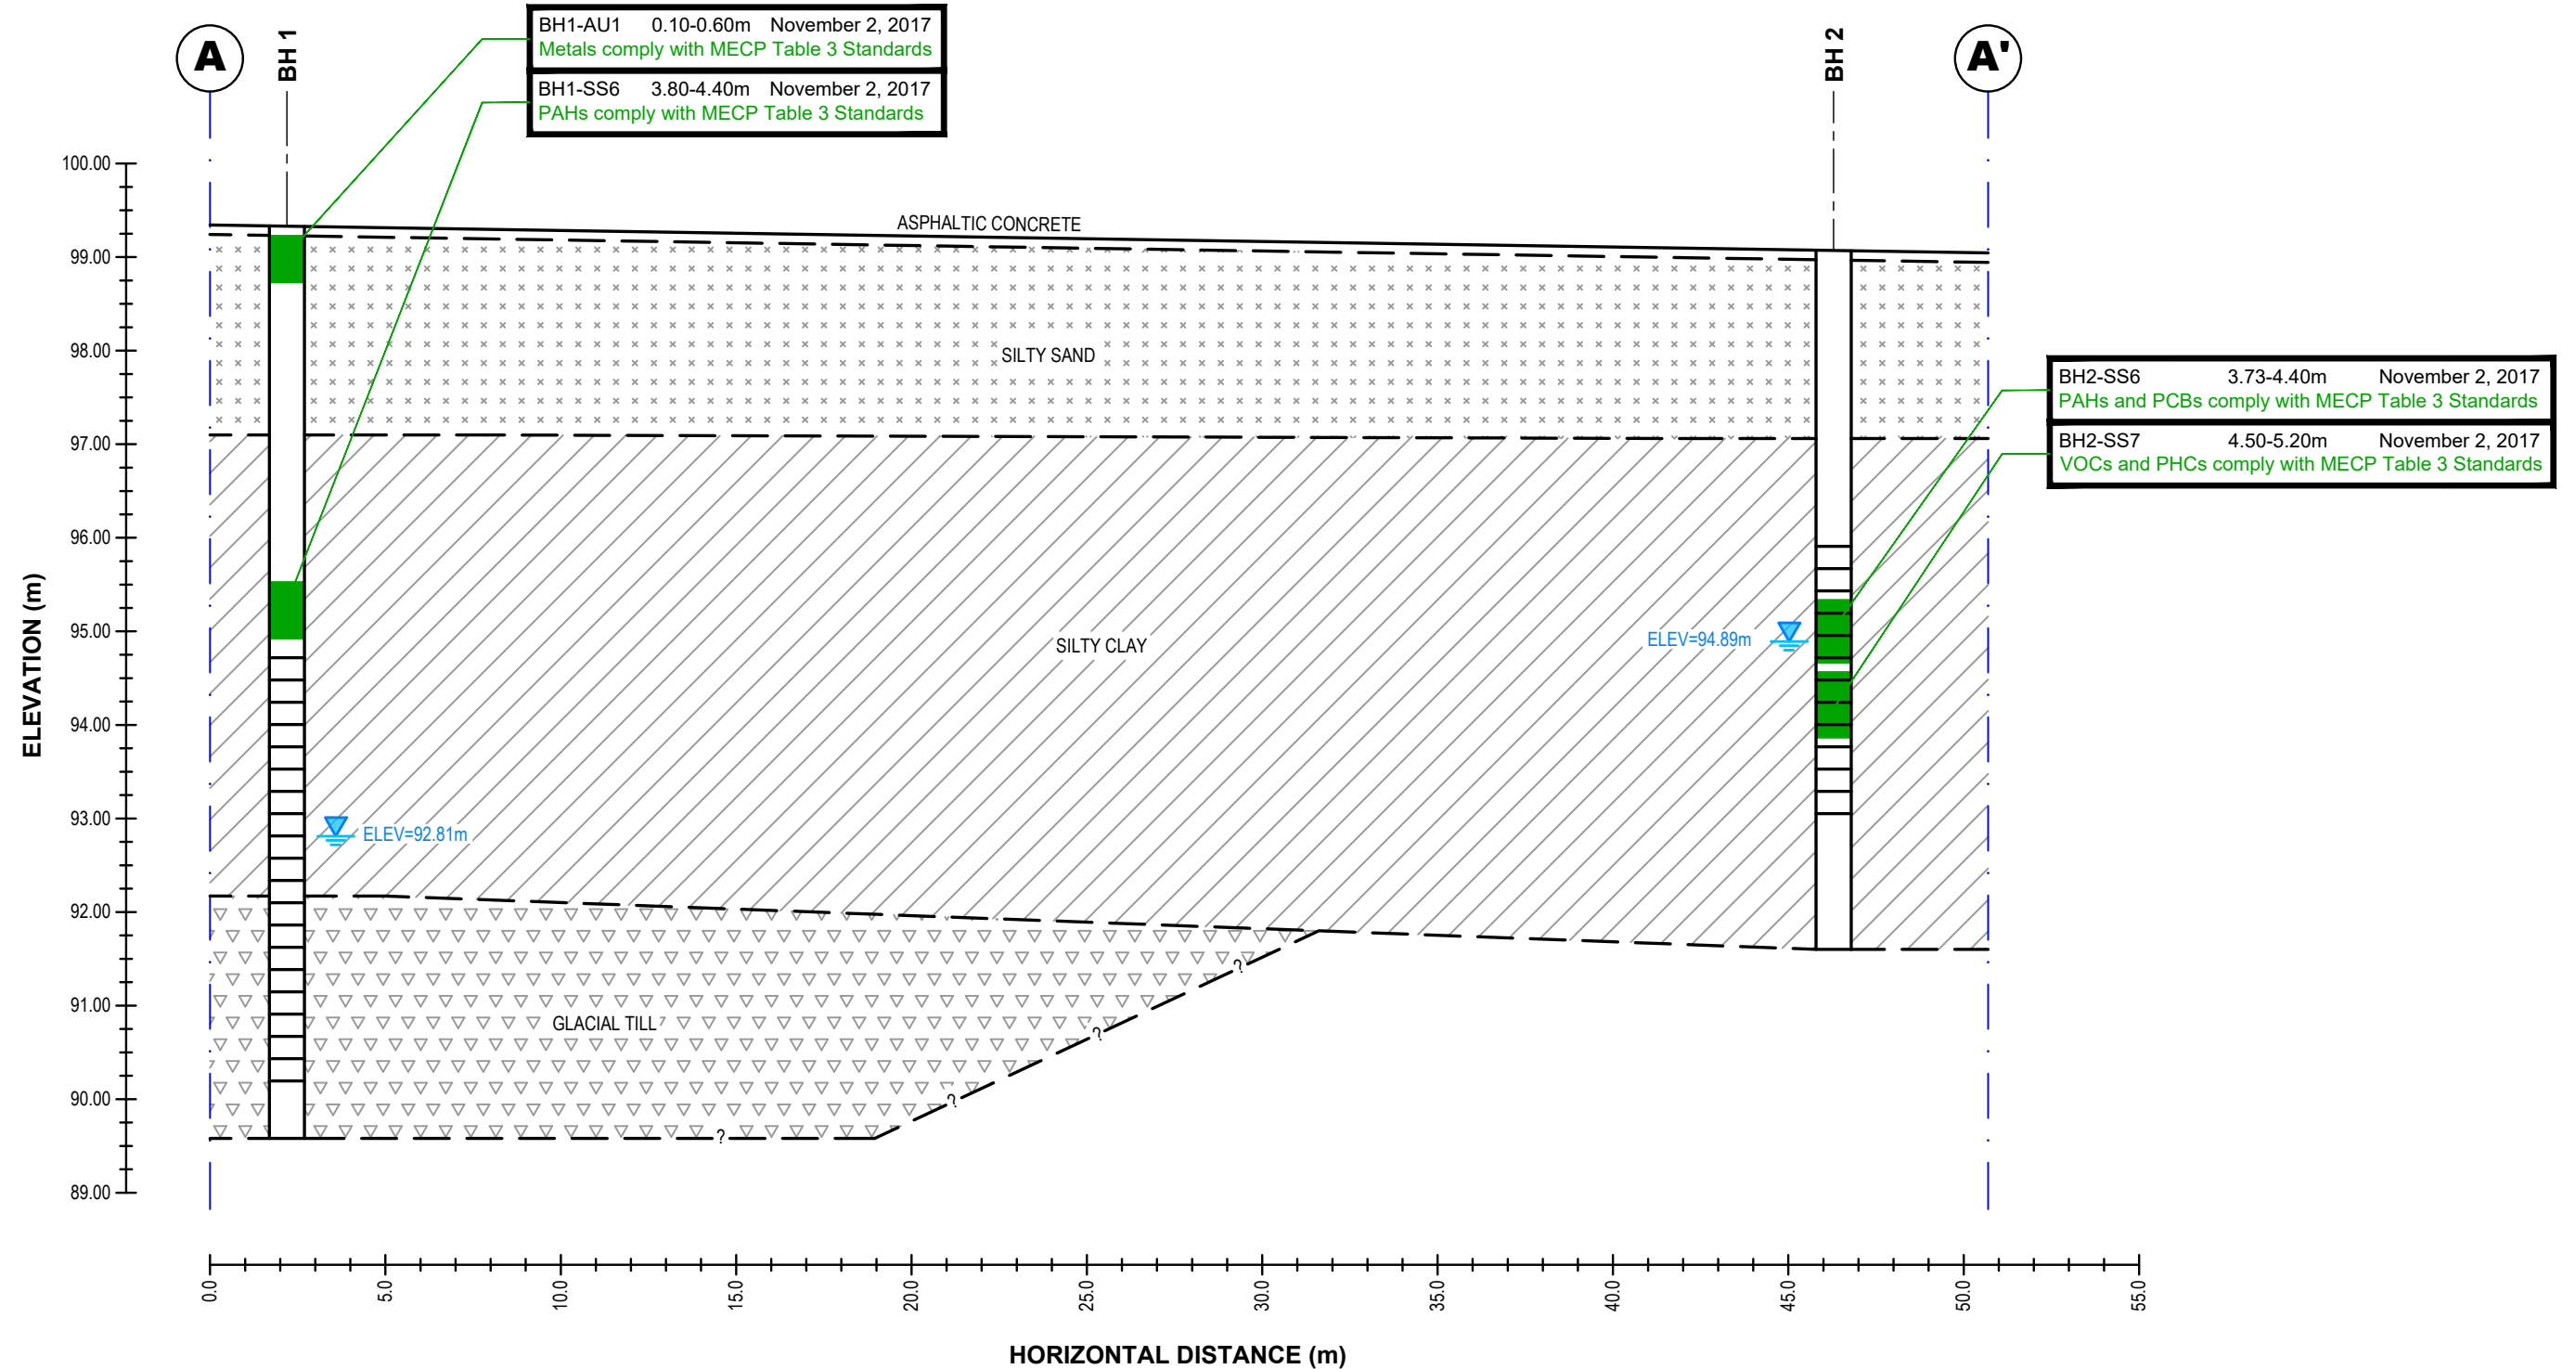 A
BH 1
BH1-AU1 0.10-0.60m November 2, 2017
Metals comply with MECP Table 3 Standards
BH1-SS6 3.80-4.40m November 2, 2017
PAHs comply with MECP Table 3 Standards
BH 2
A'
ELEVATION (m)
100.00
99.00
98.00
97.00
96.00
95.00
94.00
93.00
92.00
91.00
90.00
89.00
ASPHALTIC CONCRETE
SILTY SAND
BH2-SS6 3.73-4.40m November 2, 2017
PAHs and PCBs comply with MECP Table 3 Standards
BH2-SS7 4.50-5.20m November 2, 2017
VOCs and PHCs comply with MECP Table 3 Standards
SILTY CLAY
ELEV=94.89m
ELEV=92.81m
?
GLACIAL TILL
?
?
?
0.0
5.0
10.0
15.0
20.0
25.0
30.0
35.0
40.0
45.0
50.0
55.0
HORIZONTAL DISTANCE (m)